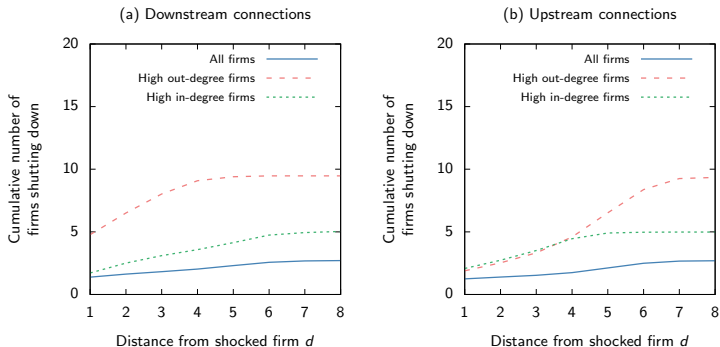 (a) Downstream connections
20
15
10
5
0
1 2 3 4 5 6 7 8
Cumulative number of
firms shutting down
Distance from shocked firm d
All firms
High out-degree firms
High in-degree firms
(b) Upstream connections
20
15
10
5
0
1 2 3 4 5 6 7 8
Cumulative number of
firms shutting down
Distance from shocked firm d
All firms
High out-degree firms
High in-degree firms